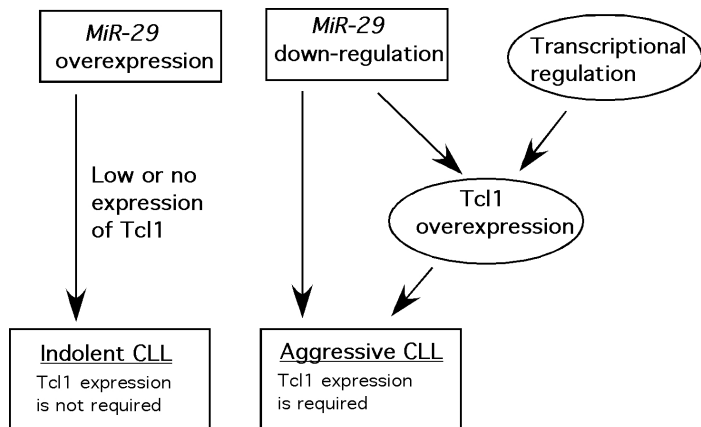 MiR-29
overexpression
MiR-29
down-regulation
Transcriptional
regulation
Low or no
expression
of Tcl1
Tcl1
overexpression
Indolent CLL
Tcl1 expression
is not required
Aggressive CLL
Tcl1 expression
is required